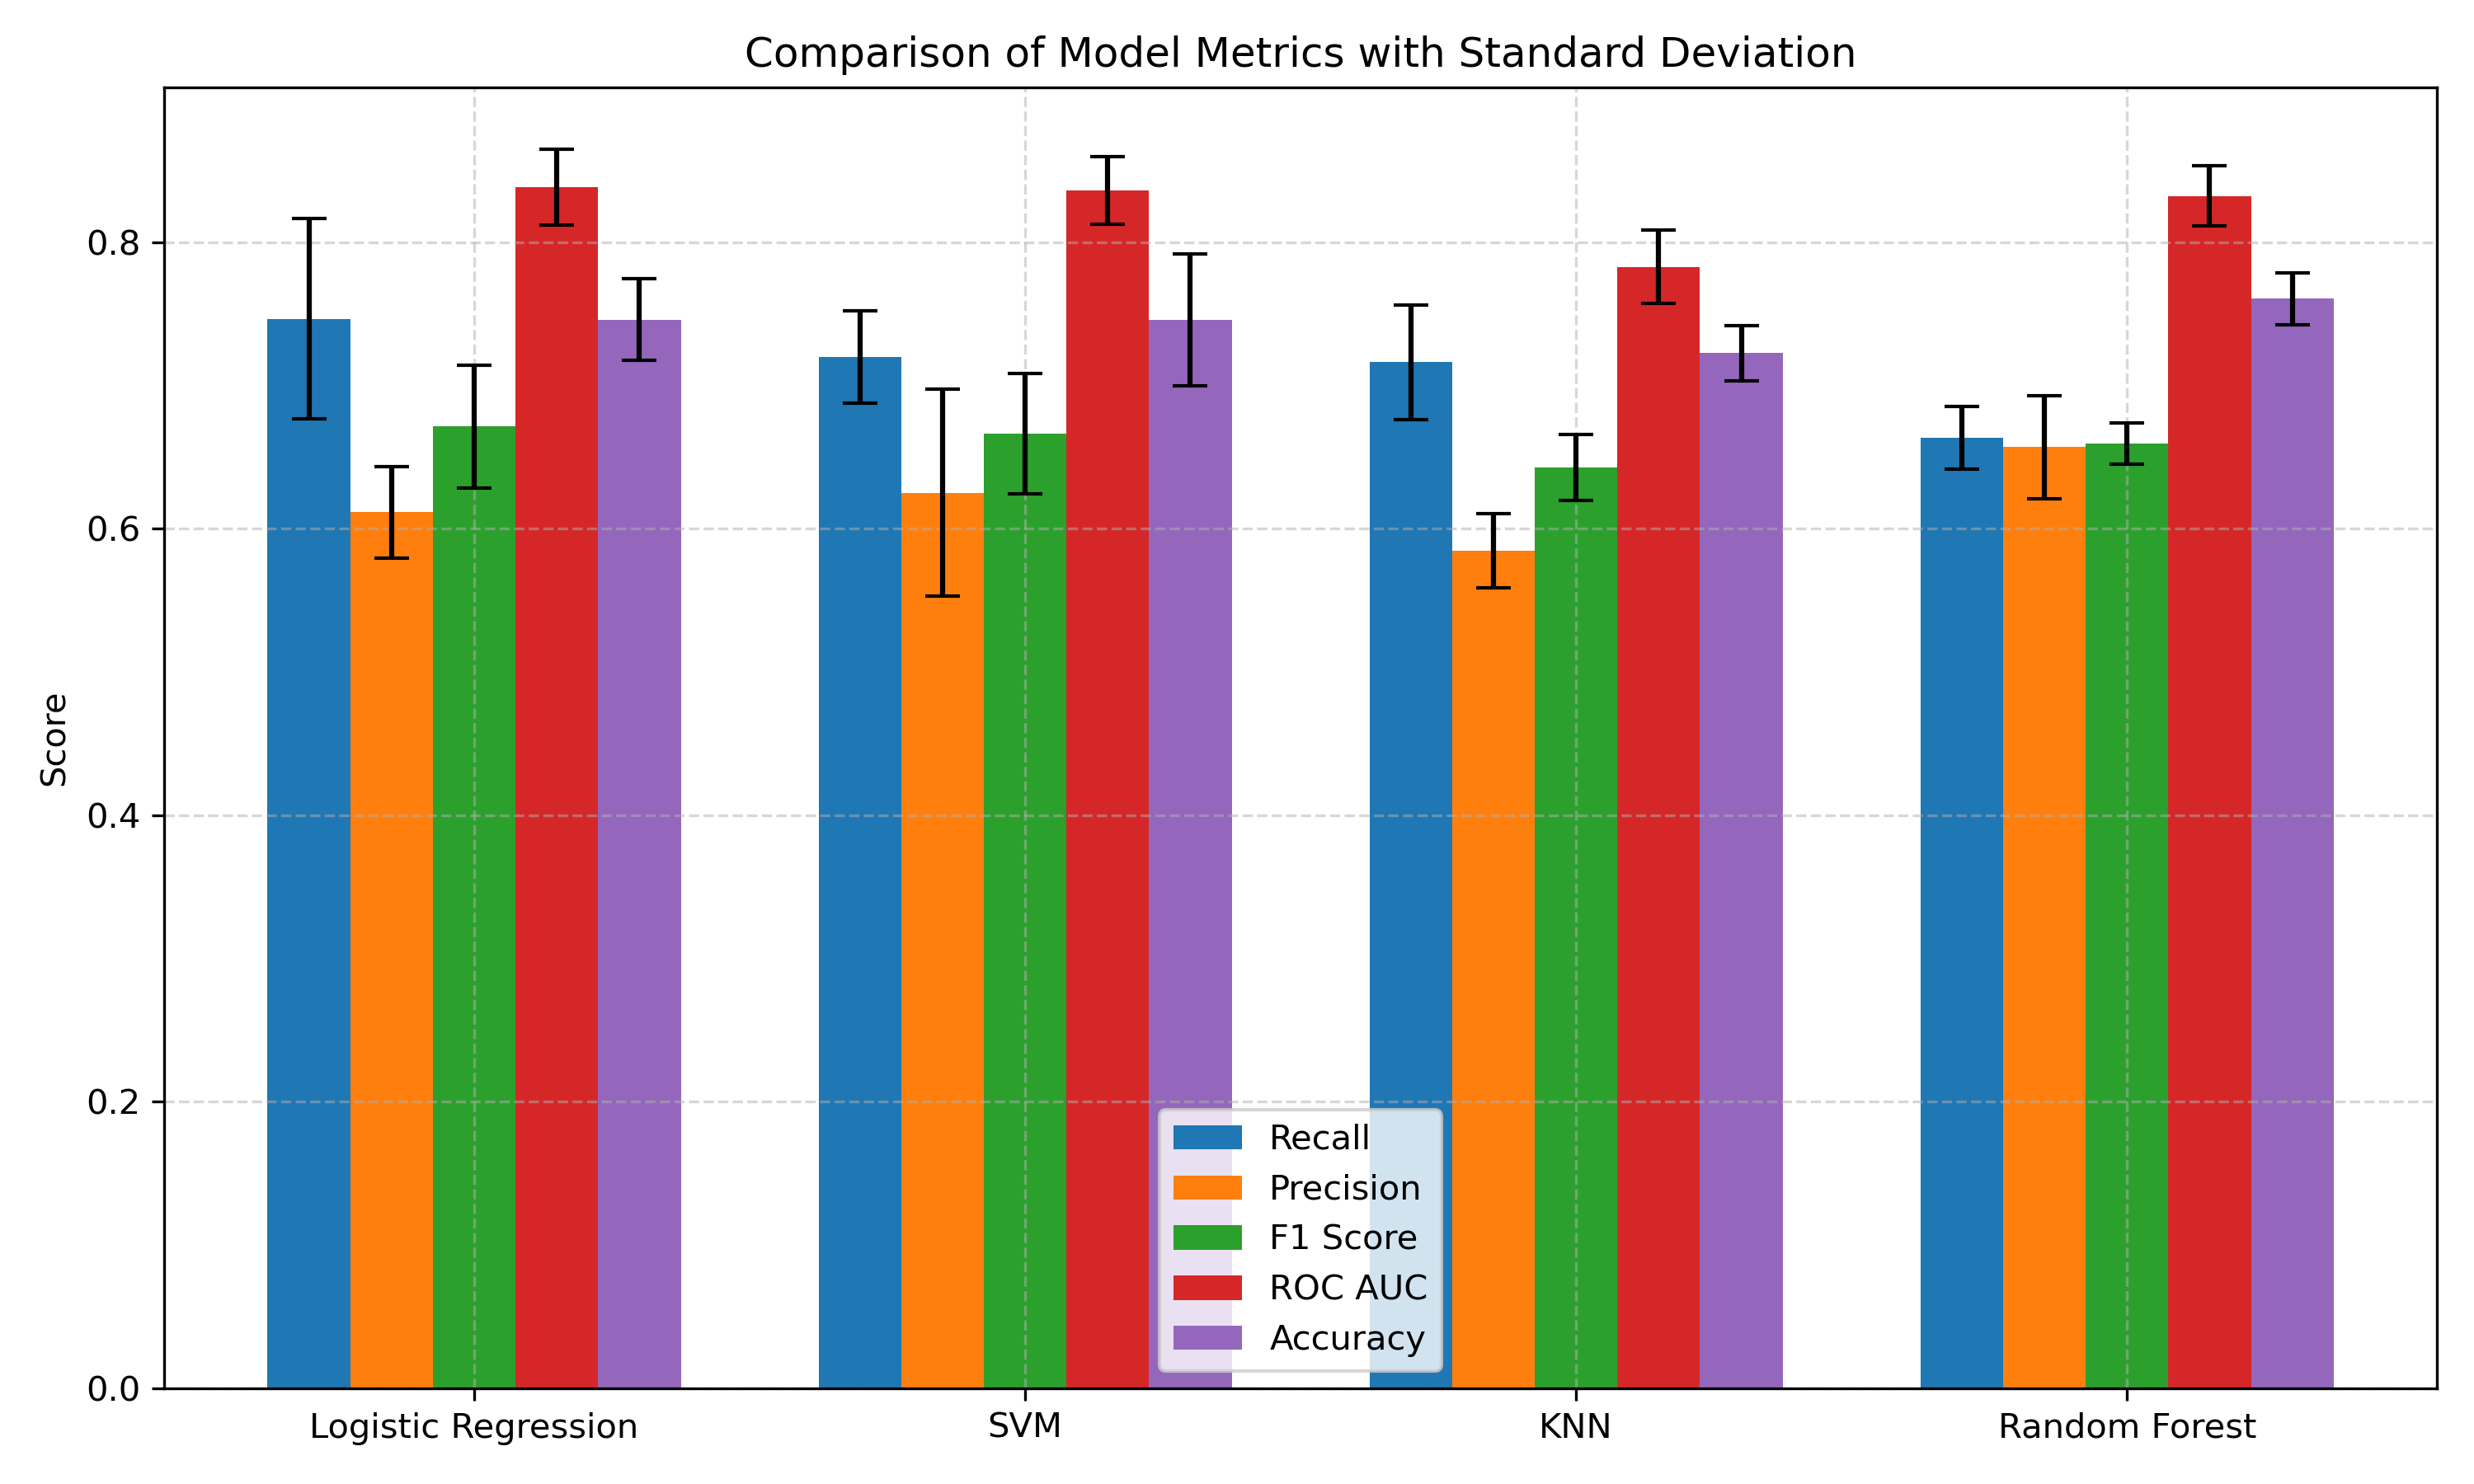 Comparison of Model Metrics with Standard Deviation
Score
0.8
0.6
0.4
0.2
0.0
Recall
Precision
F1 Score
ROC AUC
Accuracy
Logistic Regression
SVM
KNN
Random Forest